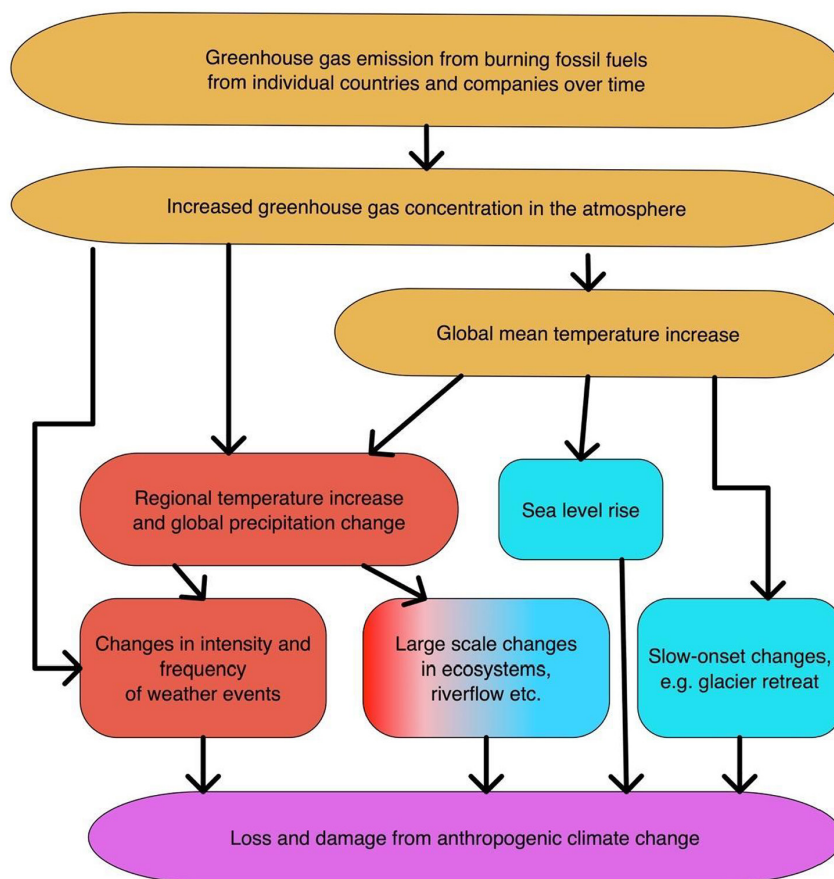 Greenhouse gas emission from burning fossil fuels
from individual countries and companies over time
Increased greenhouse gas concentration in the atmosphere
Global mean temperature increase
Regional temperature increase
and global precipitation change
Sea level rise
Changes in intensity and
frequency
of weather events
Large scale changes
in ecosystems,
riverflow etc.
Slow-onset changes,
e.g. glacier retreat
Loss and damage from anthropogenic climate change